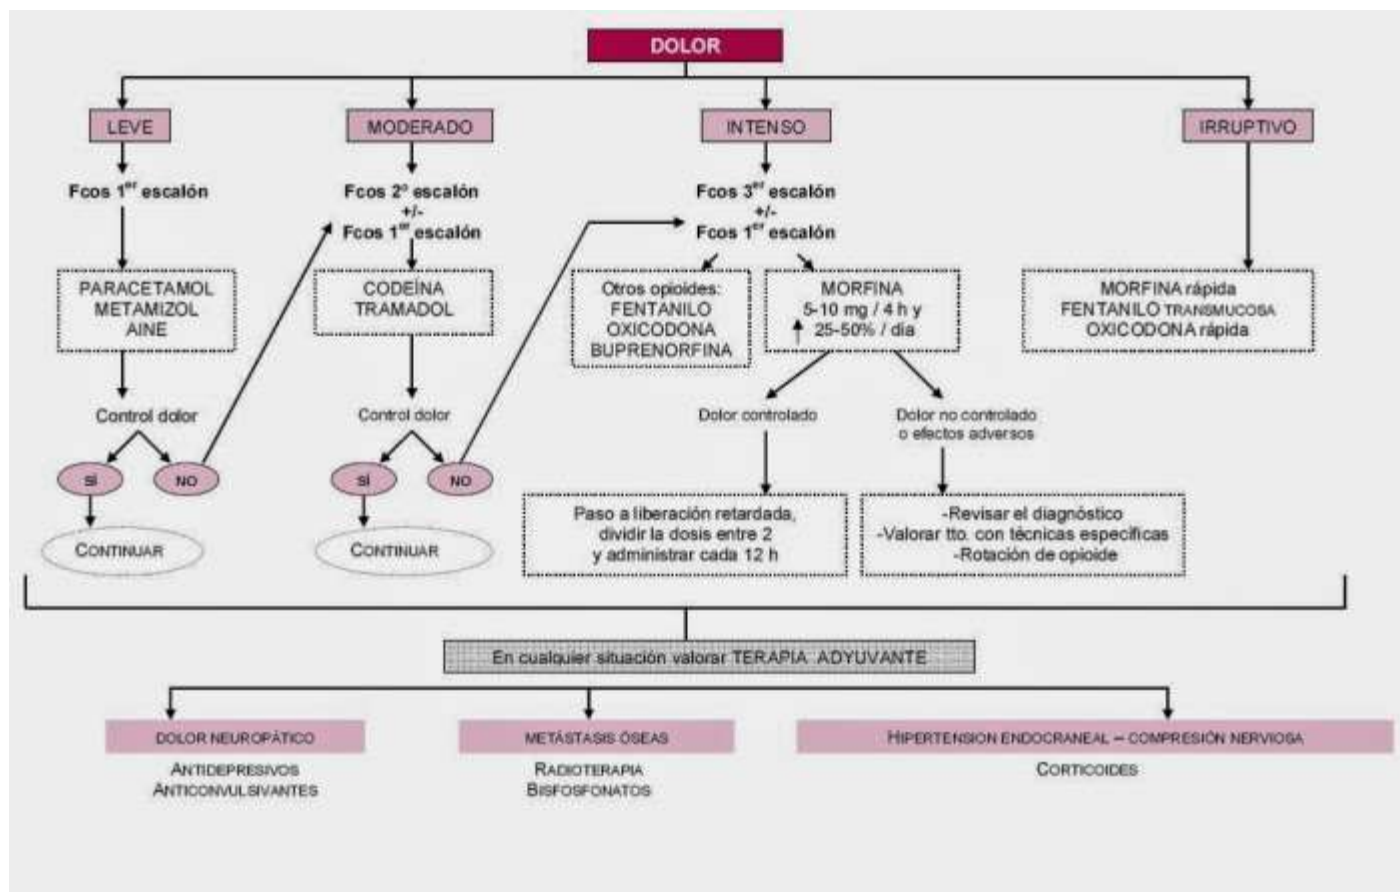 DOLOR
LEVE
MODERADO
INTENSO
IRRUPTIVO
Fcos 1er escalón
Fcos 2º escalón
+/-
Fcos 1er escalón
Fcos 3er escalón
+/-
Fcos 1er escalón
PARACETAMOL
METAMIZOL
AINE
CODEÍNA
TRAMADOL
Otros opioides:
FENTANILO
OXICODONA
BUPRENORFINA
MORFINA
5-10 mg / 4 h y
↑ 25-50% / día
MORFINA rápida
FENTANILO TRANSMUCOSA
OXICODONA rápida
Control dolor
SÍ
NO
CONTINUAR
Control dolor
SÍ
NO
CONTINUAR
Dolor controlado
Dolor no controlado
o efectos adversos
Paso a liberación retardada,
dividir la dosis entre 2
y administrar cada 12 h
-Revisar el diagnóstico
-Valorar tto. con técnicas específicas
-Rotación de opioide
En cualquier situación valorar TERAPIA ADYUVANTE
DOLOR NEUROPÁTICO
ANTIDEPRESIVOS
ANTICONVULSIVANTES
METÁSTASIS ÓSEAS
RADIOTERAPIA
BISFOSFONATOS
HIPERTENSION ENDOCRANEAL – COMPRESIÓN NERVIOSA
CORTICOIDES